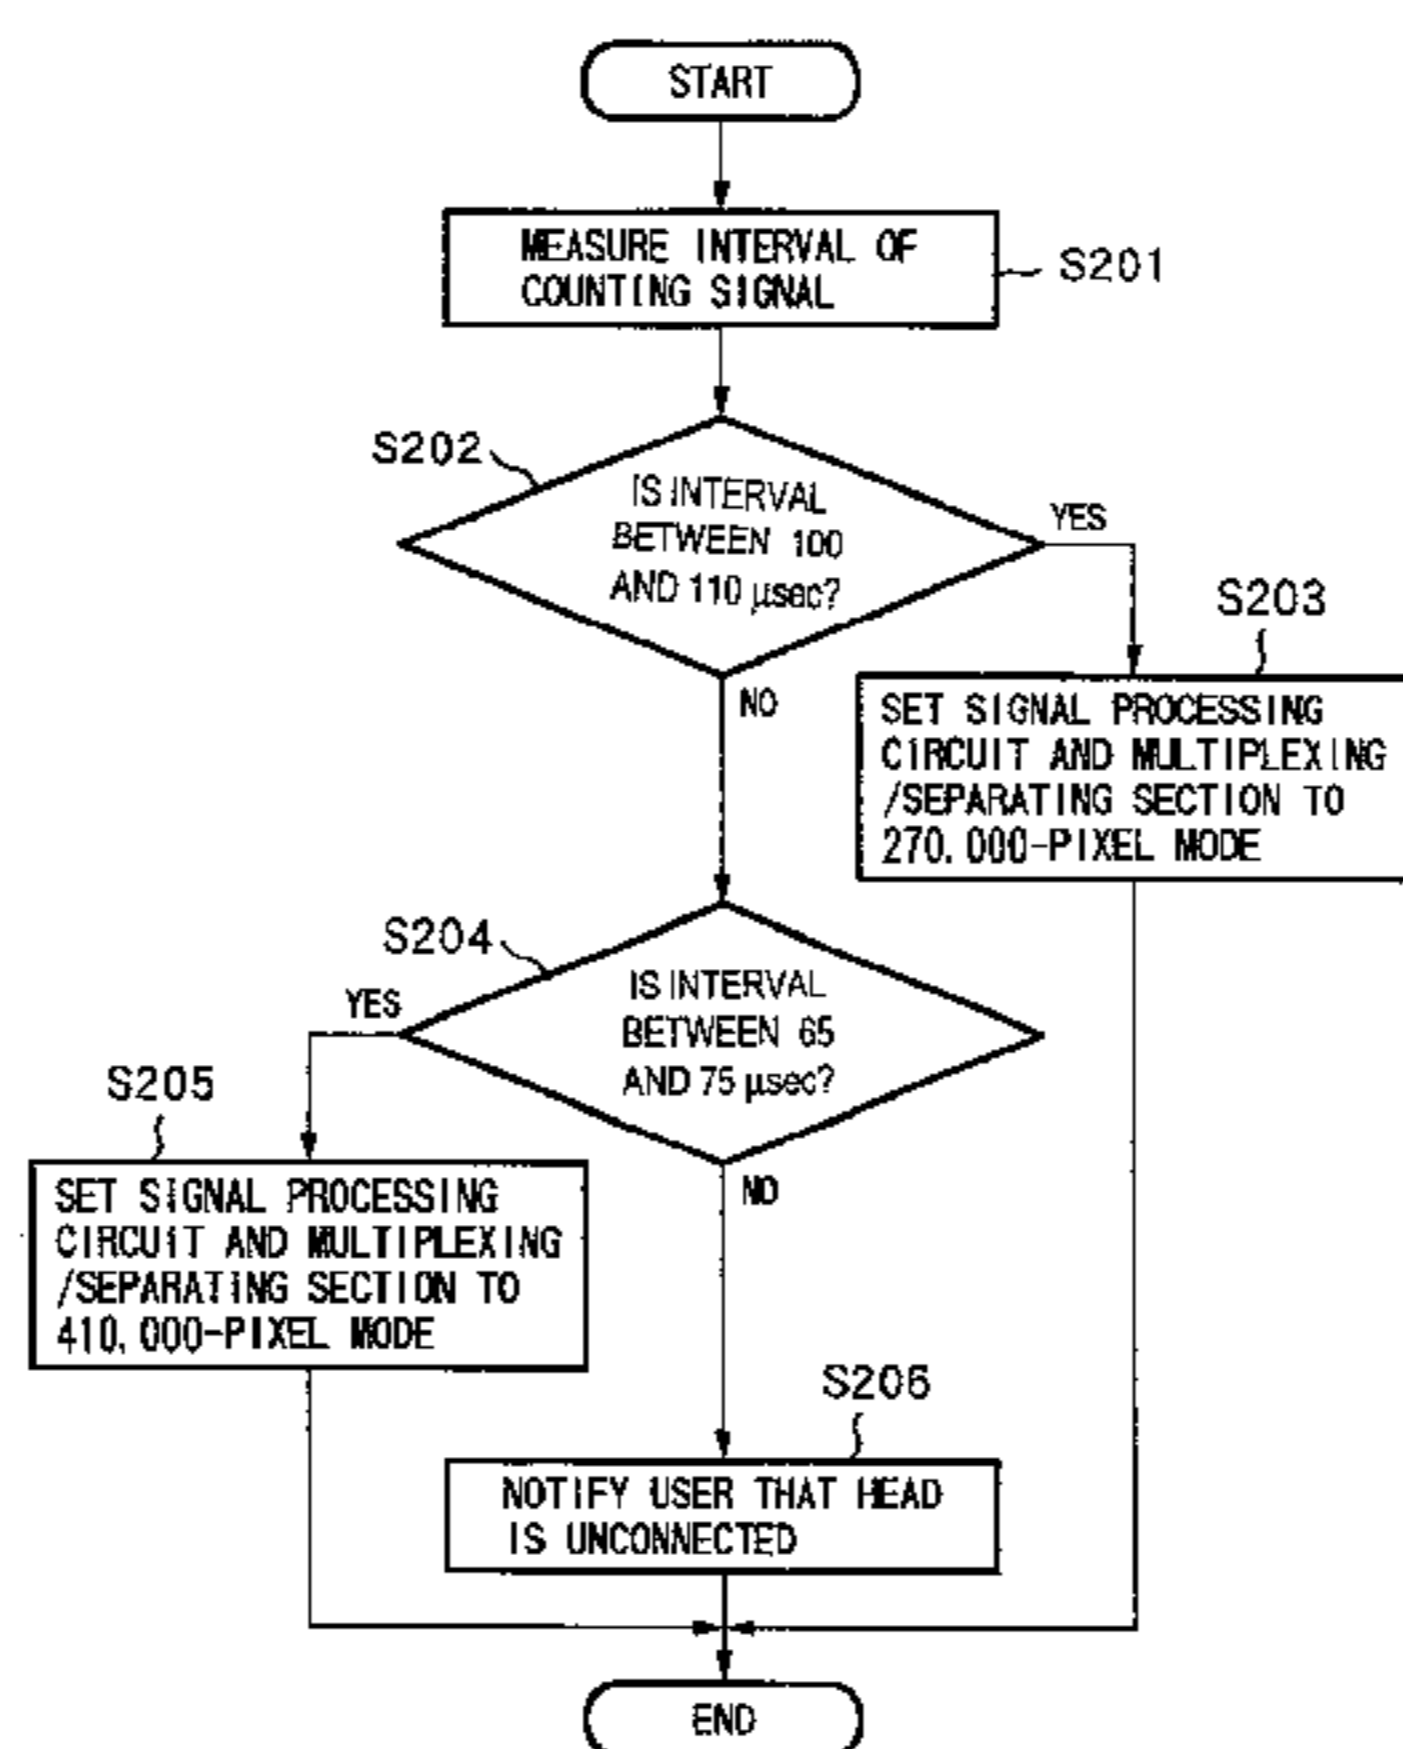 START
MEASURE INTERVAL OF
COUNTING SIGNAL
S201
S202
IS INTERVAL
BETWEEN 100
AND 110 µsec?
YES
NO
S203
SET SIGNAL PROCESSING
CIRCUIT AND MULTIPLEXING
/SEPARATING SECTION TO
270.000-PIXEL MODE
S204
IS INTERVAL
BETWEEN 65
AND 75 µsec?
YES
NO
S205
SET SIGNAL PROCESSING
CIRCUIT AND MULTIPLEXING
/SEPARATING SECTION TO
410,000-PIXEL MODE
S206
NOTIFY USER THAT HEAD
IS UNCONNECTED
END